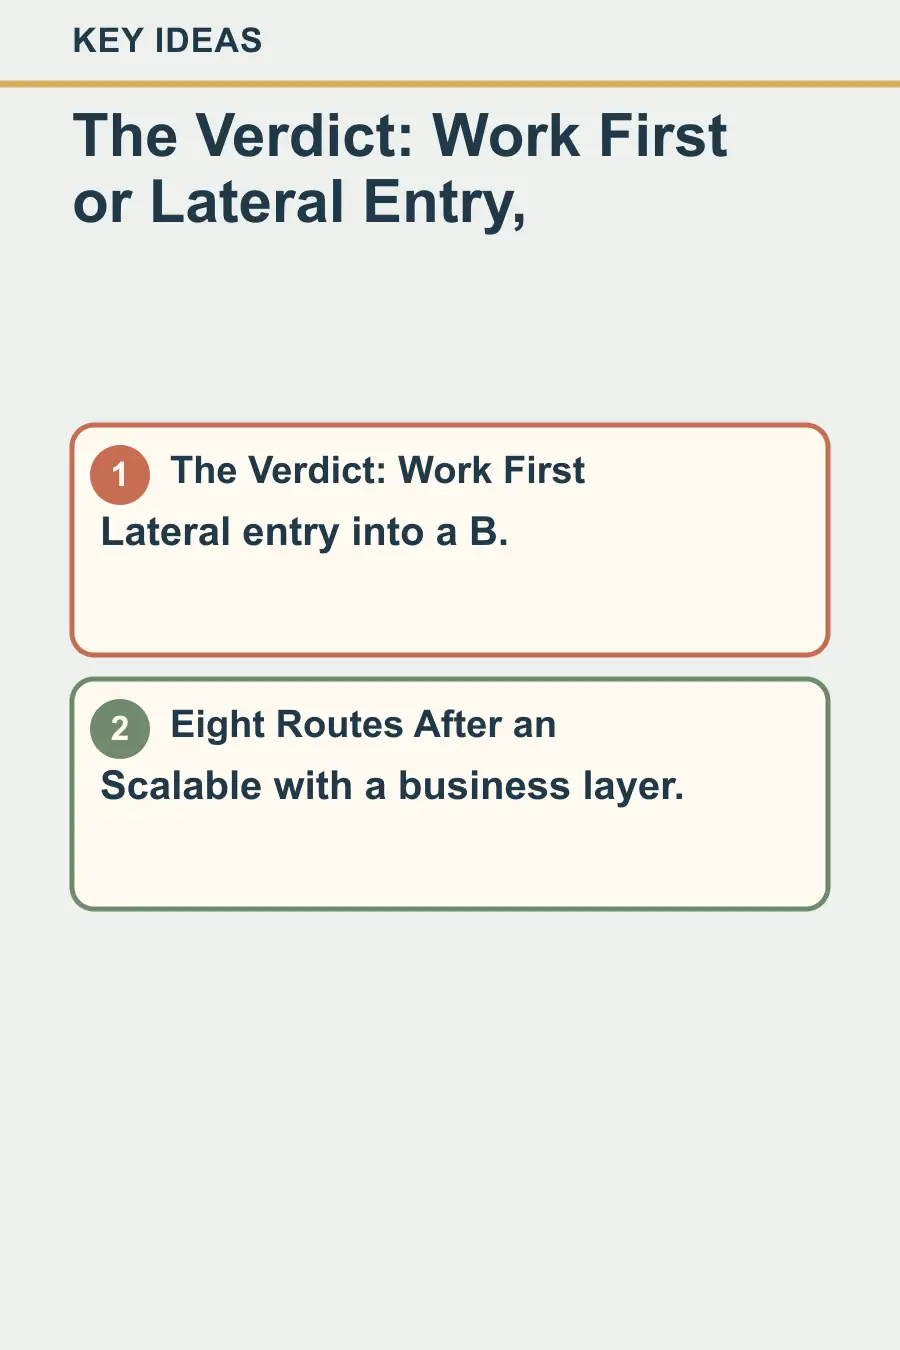 KEY IDEAS
The Verdict: Work First
or Lateral Entry,
1 The Verdict: Work First
Lateral entry into a B.
2 Eight Routes After an
Scalable with a business layer.